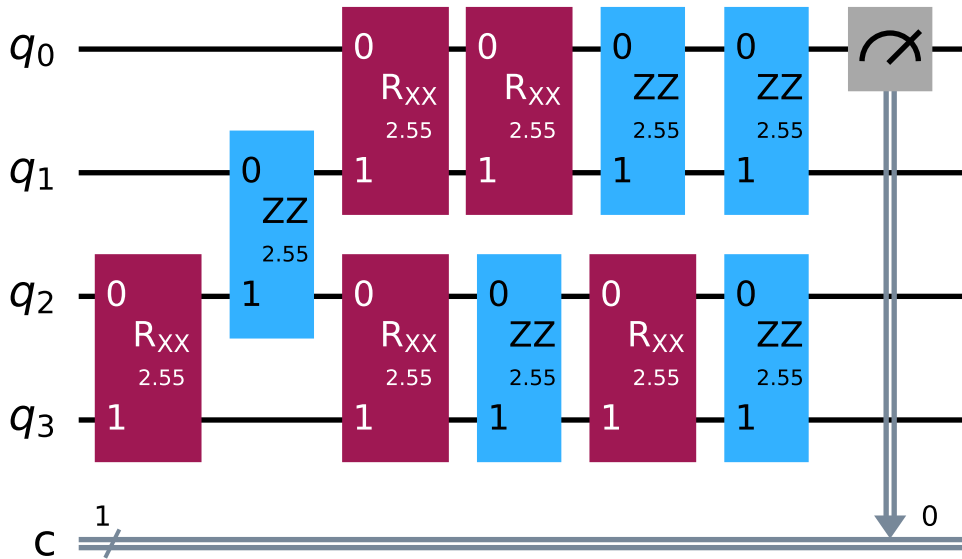 q0 0 0 0 0
RXX RXX ZZ ZZ
2.55 2.55 2.55 2.55
q1 0 1 1 1 1
ZZ
2.55
q2 0 1 0 0 0 0
RXX RXX ZZ RXX ZZ
2.55 2.55 2.55 2.55 2.55
q3 1 1 1 1 1
1 0
c